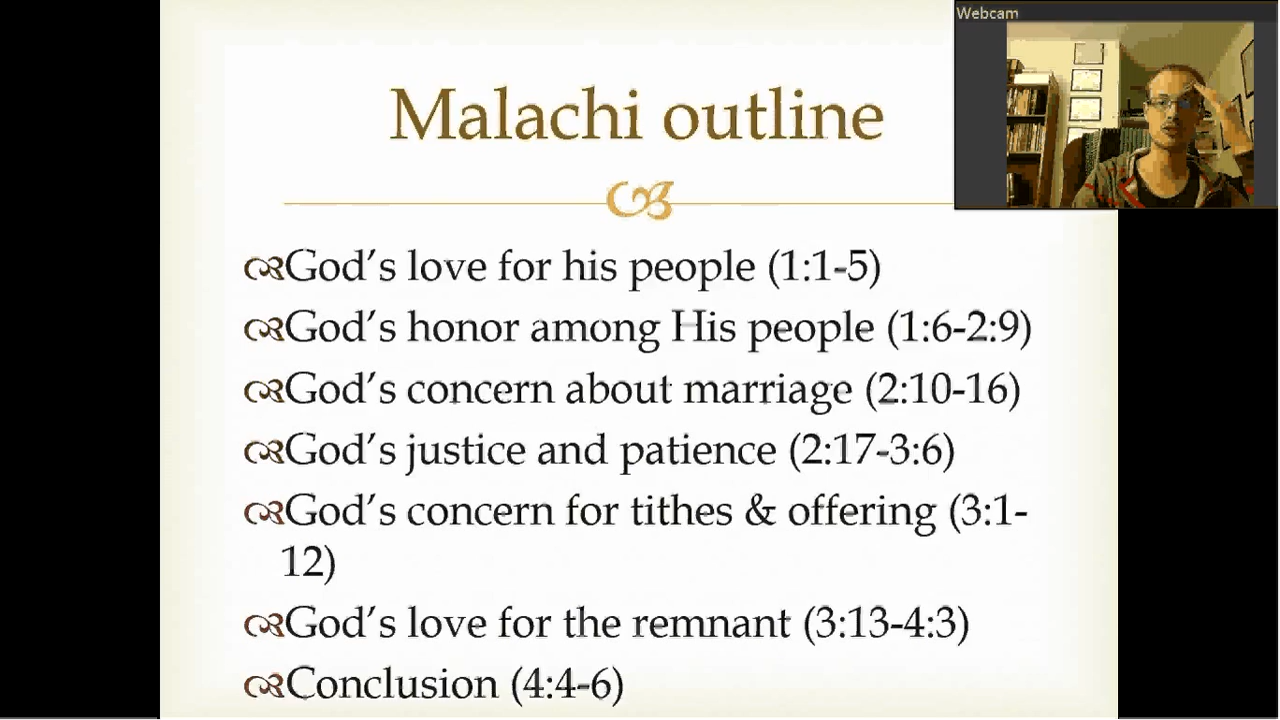 Webcam
Malachi outline
God’s love for his people (1:1-5)
God’s honor among His people (1:6-2:9)
God’s concern about marriage (2:10-16)
God’s justice and patience (2:17-3:6)
God’s concern for tithes & offering (3:1-
12)
God’s love for the remnant (3:13-4:3)
Conclusion (4:4-6)